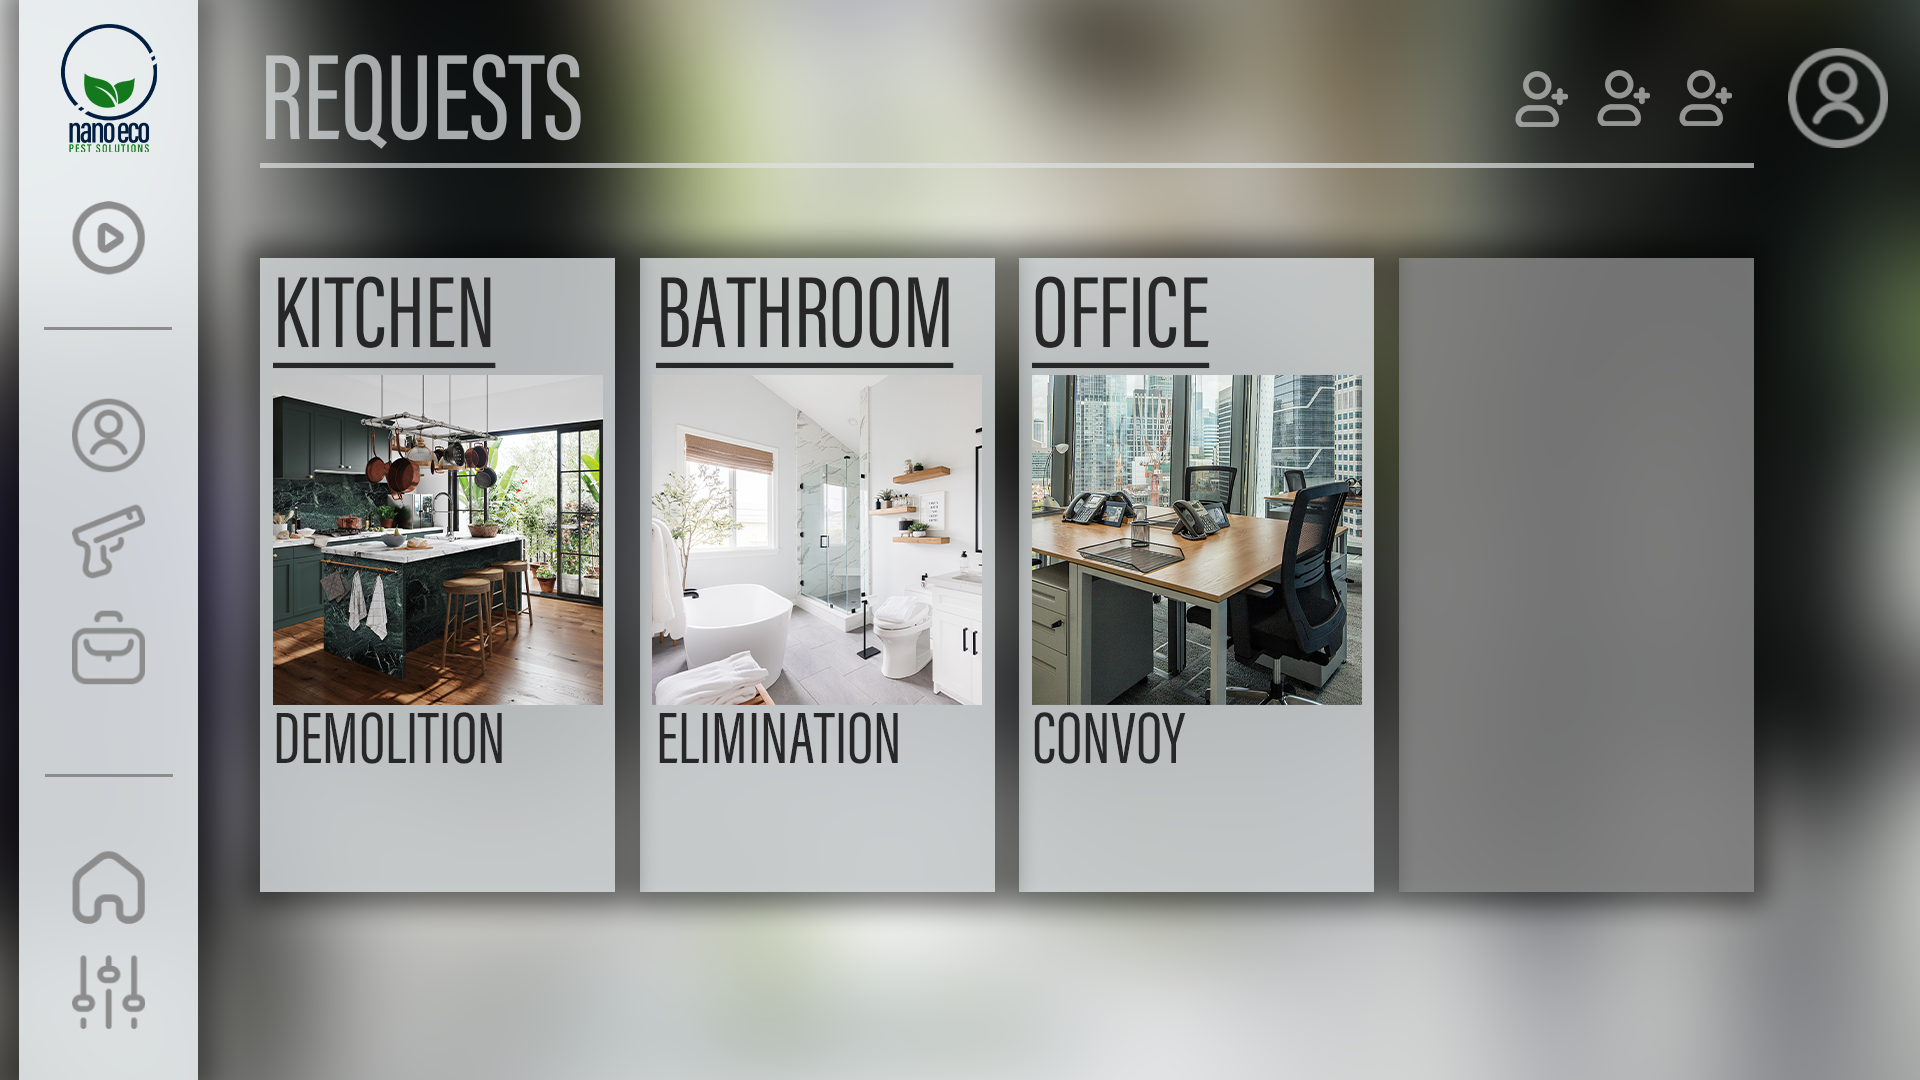 nano eco
PEST SOLUTIONS
REQUESTS
KITCHEN
DEMOLITION
BATHROOM
ELIMINATION
OFFICE
CONVOY